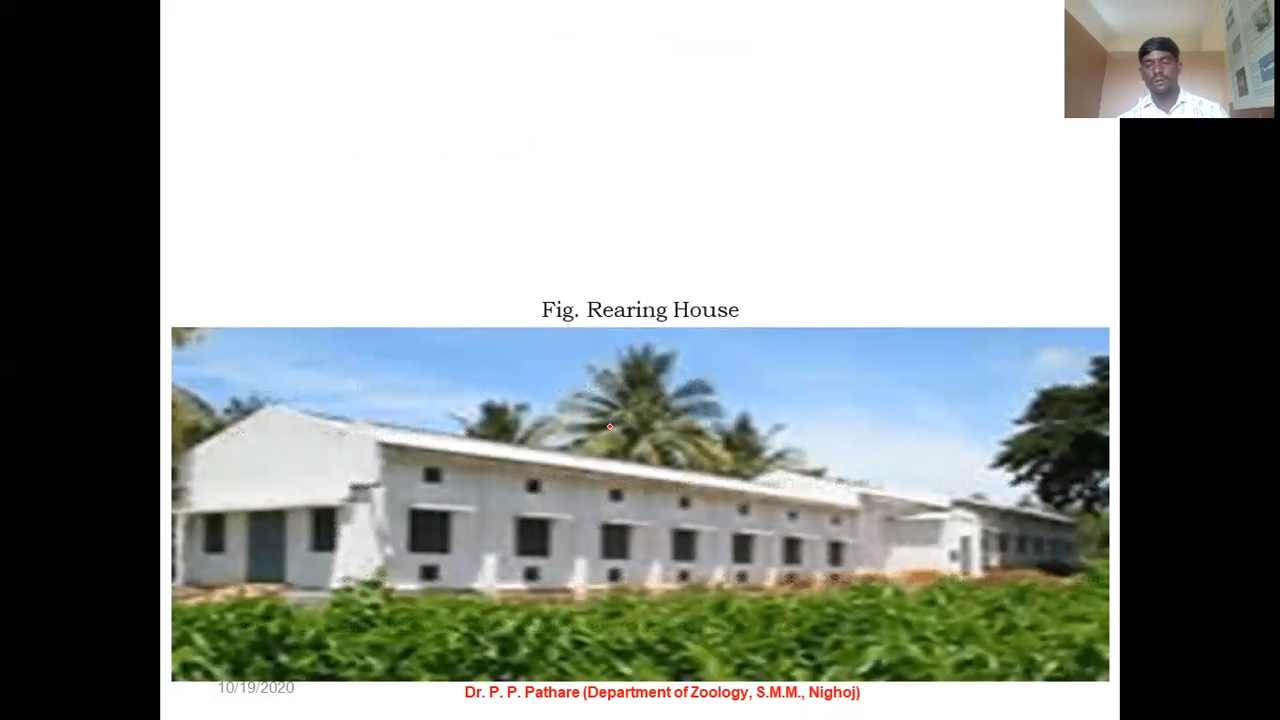 Fig. Rearing House
10/19/2020
Dr. P. P. Pathare (Department of Zoology, S.M.M., Nighoj)